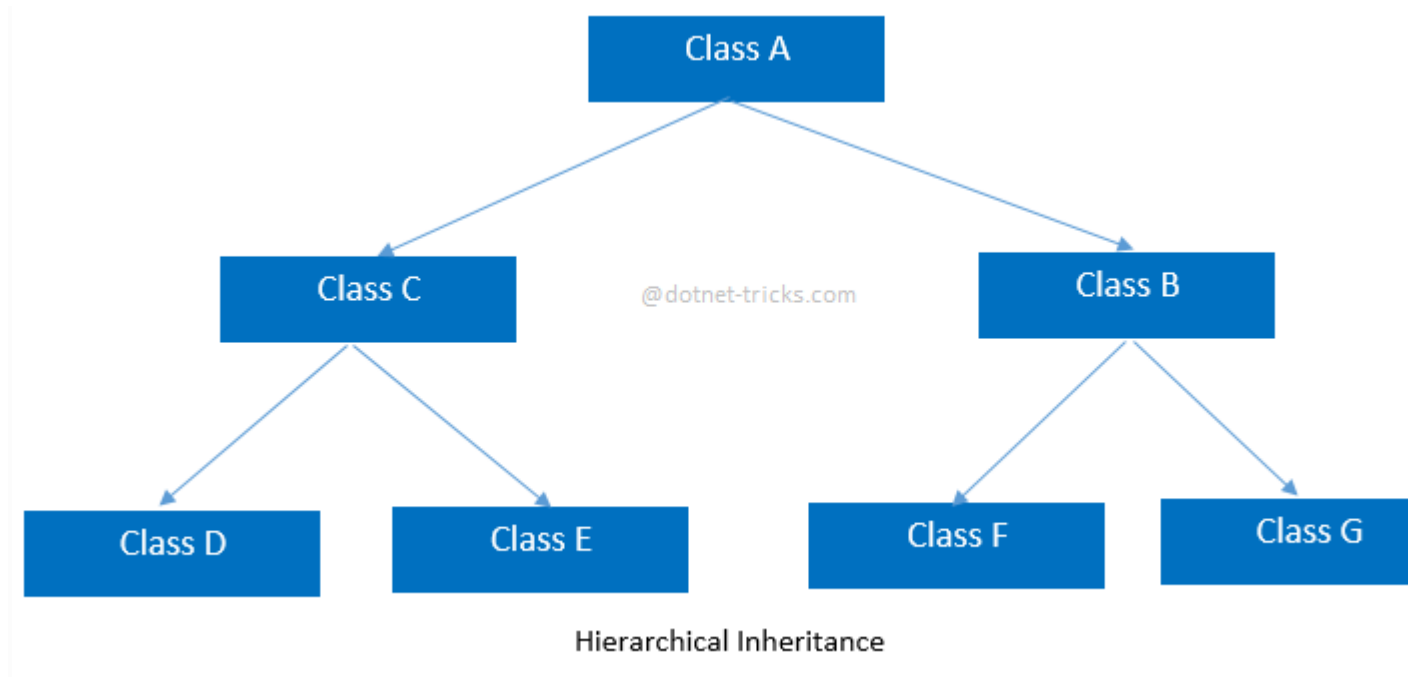 Class A
Class C
@dotnet-tricks.com
Class B
Class D
Class E
Class F
Class G
Hierarchical Inheritance